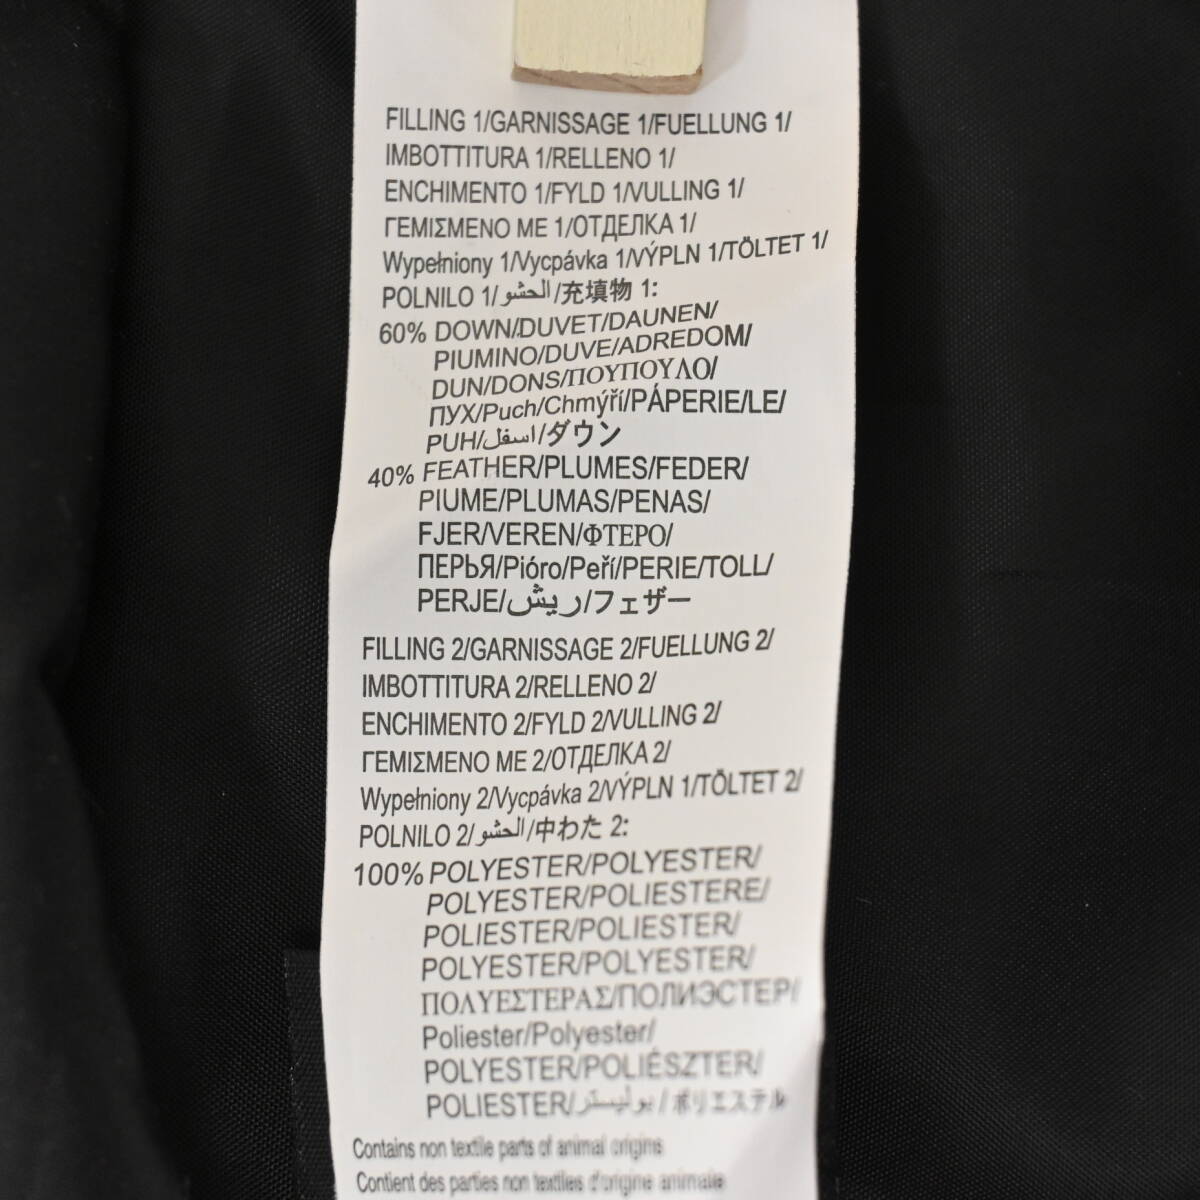 FILLING 1/GARNISSAGE 1/FUELLUNG 1/
IMBOTTITURA 1/RELLENO 1/
ENCHIMENTO 1/FYLD 1/VULLING 1/
ΓΕΜΙΣΜΕΝΟ ΜΕ 1/ОТДЕЛКА 1/
Wypełniony 1/Vycpávka 1/VÝPLN 1/TÖLTET 1/
POLNILO 1/الحشو/充填物 1:
60% DOWN/DUVET/DAUNEN/
PIUMINO/DUVE/ADREDOM/
DUN/DONS/ΠΟΥΠΟΥΛΟ/
ПУХ/Puch/Chmýří/PÁPERIE/LE/
PUH/اسفل/ダウン
40% FEATHER/PLUMES/FEDER/
PIUME/PLUMAS/PENAS/
FJER/VEREN/ΦΤΕΡΟ/
ПЕРЬЯ/Pióro/Peří/PERIE/TOLL/
PERJE/ريش/フェザー
FILLING 2/GARNISSAGE 2/FUELLUNG 2/
IMBOTTITURA 2/RELLENO 2/
ENCHIMENTO 2/FYLD 2/VULLING 2/
ΓΕΜΙΣΜΕΝΟ ΜΕ 2/ОТДЕЛКА 2/
Wypełniony 2/Vycpávka 2/VÝPLN 1/TÖLTET 2/
POLNILO 2/الحشو/中わた 2:
100% POLYESTER/POLYESTER/
POLYESTER/POLIESTERE/
POLIESTER/POLIESTER/
POLYESTER/POLYESTER/
ΠΟΛΥΕΣΤΕΡΑΣ/ПОЛИЭСТЕР/
Poliester/Polyester/
POLYESTER/POLIÉSZTER/
POLIESTER/بوليستر/ポリエステル
Contains non textile parts of animal origins
Contient des parties non textiles d'origine animale